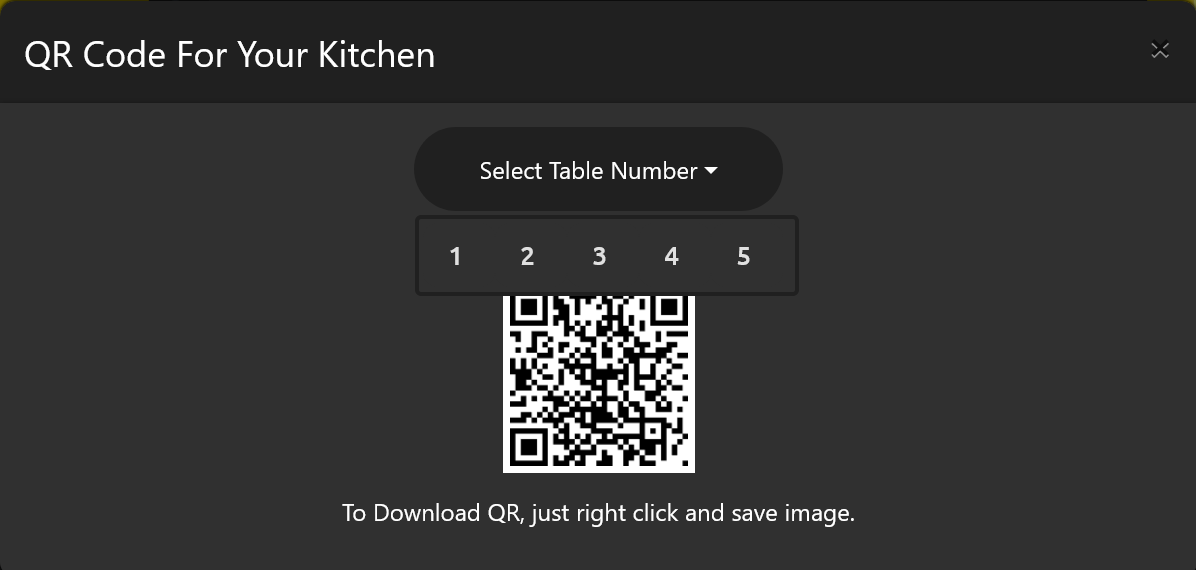 QR Code For Your Kitchen
Select Table Number
1 2 3 4 5
To Download QR, just right click and save image.